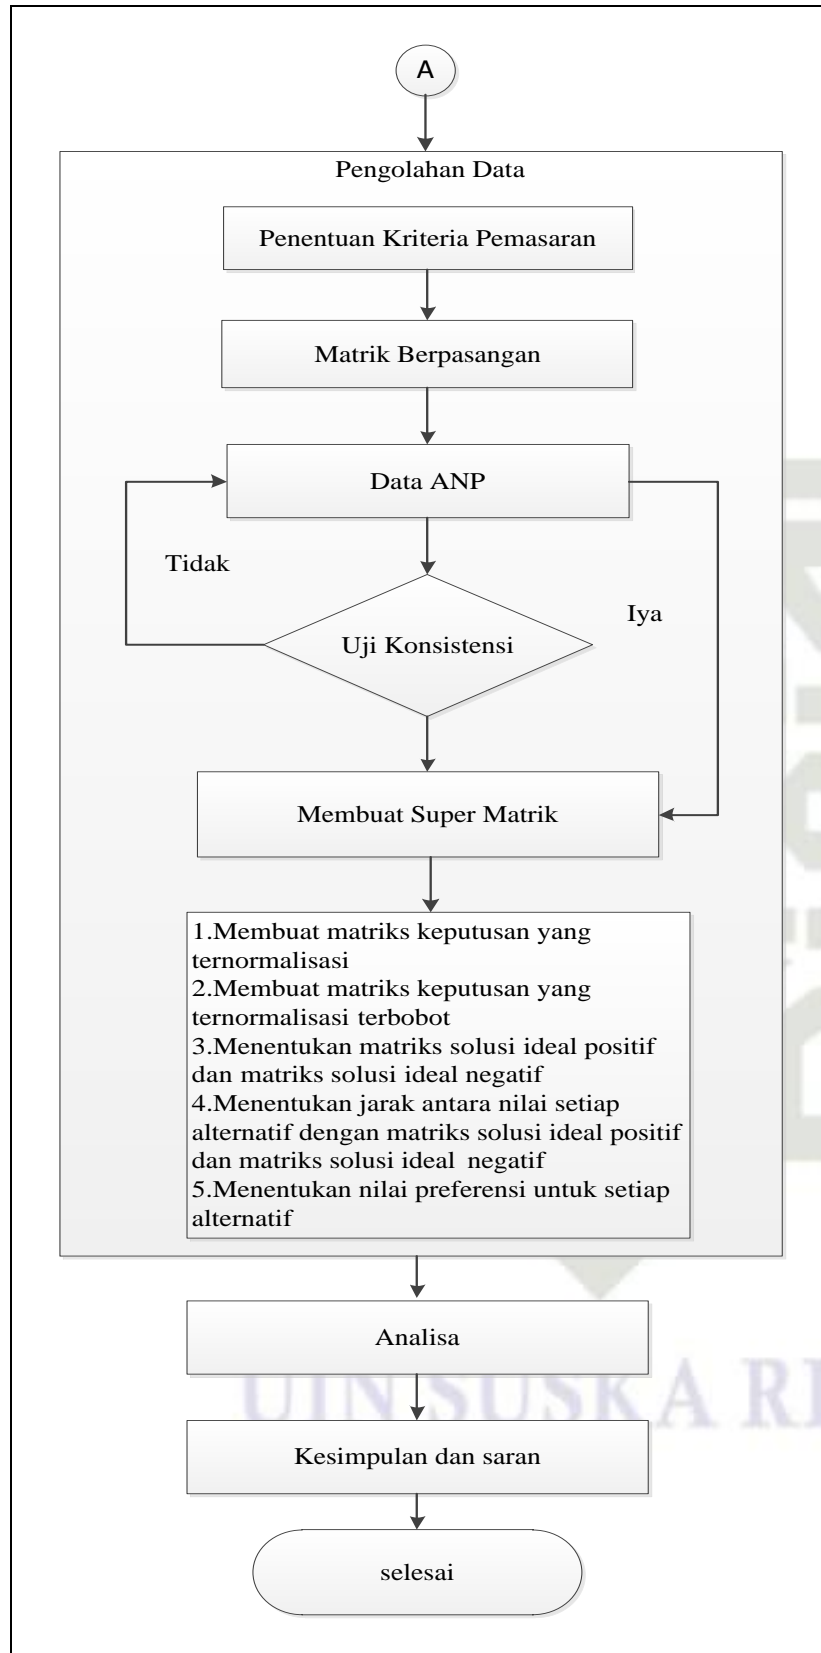 A
Pengolahan Data
Penentuan Kriteria Pemasaran
Matrik Berpasangan
Data ANP
Tidak
Iya
Uji Konsistensi
Membuat Super Matrik
1.Membuat matriks keputusan yang
ternormalisasi
2.Membuat matriks keputusan yang
ternormalisasi terbobot
3.Menentukan matriks solusi ideal positif
dan matriks solusi ideal negatif
4.Menentukan jarak antara nilai setiap
alternatif dengan matriks solusi ideal positif
dan matriks solusi ideal negatif
5.Menentukan nilai preferensi untuk setiap
alternatif
Analisa
UIN SUSKA
Kesimpulan dan saran
selesai